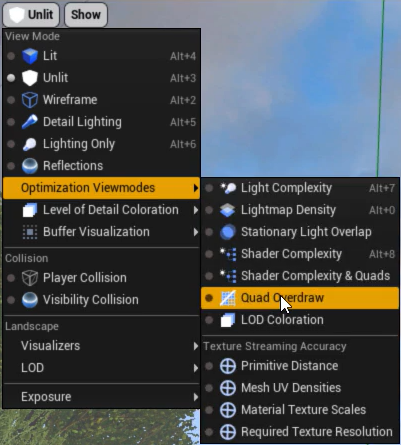 Unlit Show
View Mode
Lit Alt+4
Unlit Alt+3
Wireframe Alt+2
Detail Lighting Alt+5
Lighting Only Alt+6
Reflections
Optimization Viewmodes
Level of Detail Coloration
Buffer Visualization
Collision
Player Collision
Visibility Collision
Landscape
Visualizers
LOD
Exposure
Light Complexity Alt+7
Lightmap Density Alt+0
Stationary Light Overlap
Shader Complexity Alt+8
Shader Complexity & Quads
Quad Overdraw
LOD Coloration
Texture Streaming Accuracy
Primitive Distance
Mesh UV Densities
Material Texture Scales
Required Texture Resolution